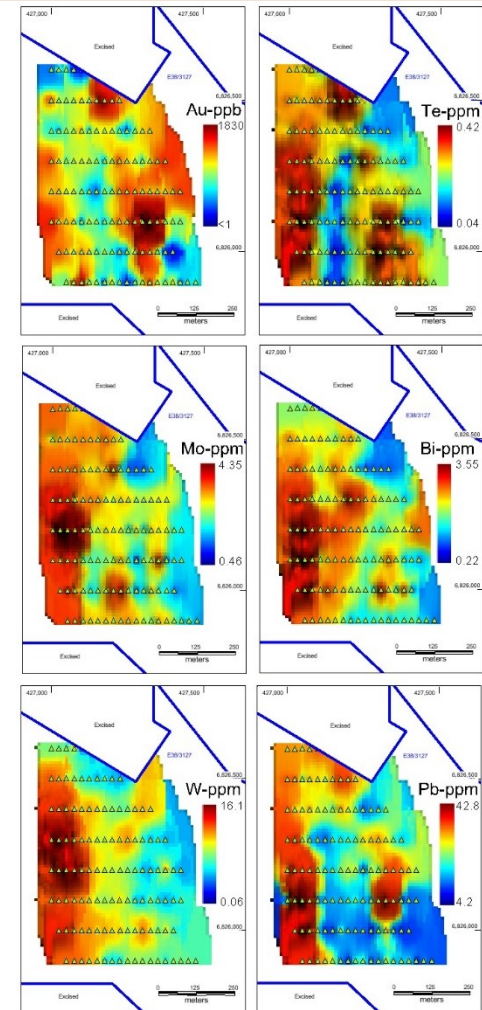 427,000
427,500
Excised
E38/3127
6,826,500
Au-ppb
1830
<1
6,826,000
Excised
0 125 250
meters
427,000
427,500
Excised
E38/3127
6,826,500
Te-ppm
0.42
0.04
6,826,000
Excised
0 125 250
meters
427,000
427,500
Excised
E38/3127
6,826,500
Mo-ppm
4.35
0.46
6,826,000
Excised
0 125 250
meters
427,000
427,500
Excised
E38/3127
6,826,500
Bi-ppm
3.55
0.22
6,826,000
Excised
0 125 250
meters
427,000
427,500
Excised
E38/3127
6,826,500
W-ppm
16.1
0.06
6,826,000
Excised
0 125 250
meters
427,000
427,500
Excised
E38/3127
6,826,500
Pb-ppm
42.8
4.2
6,826,000
Excised
0 125 250
meters